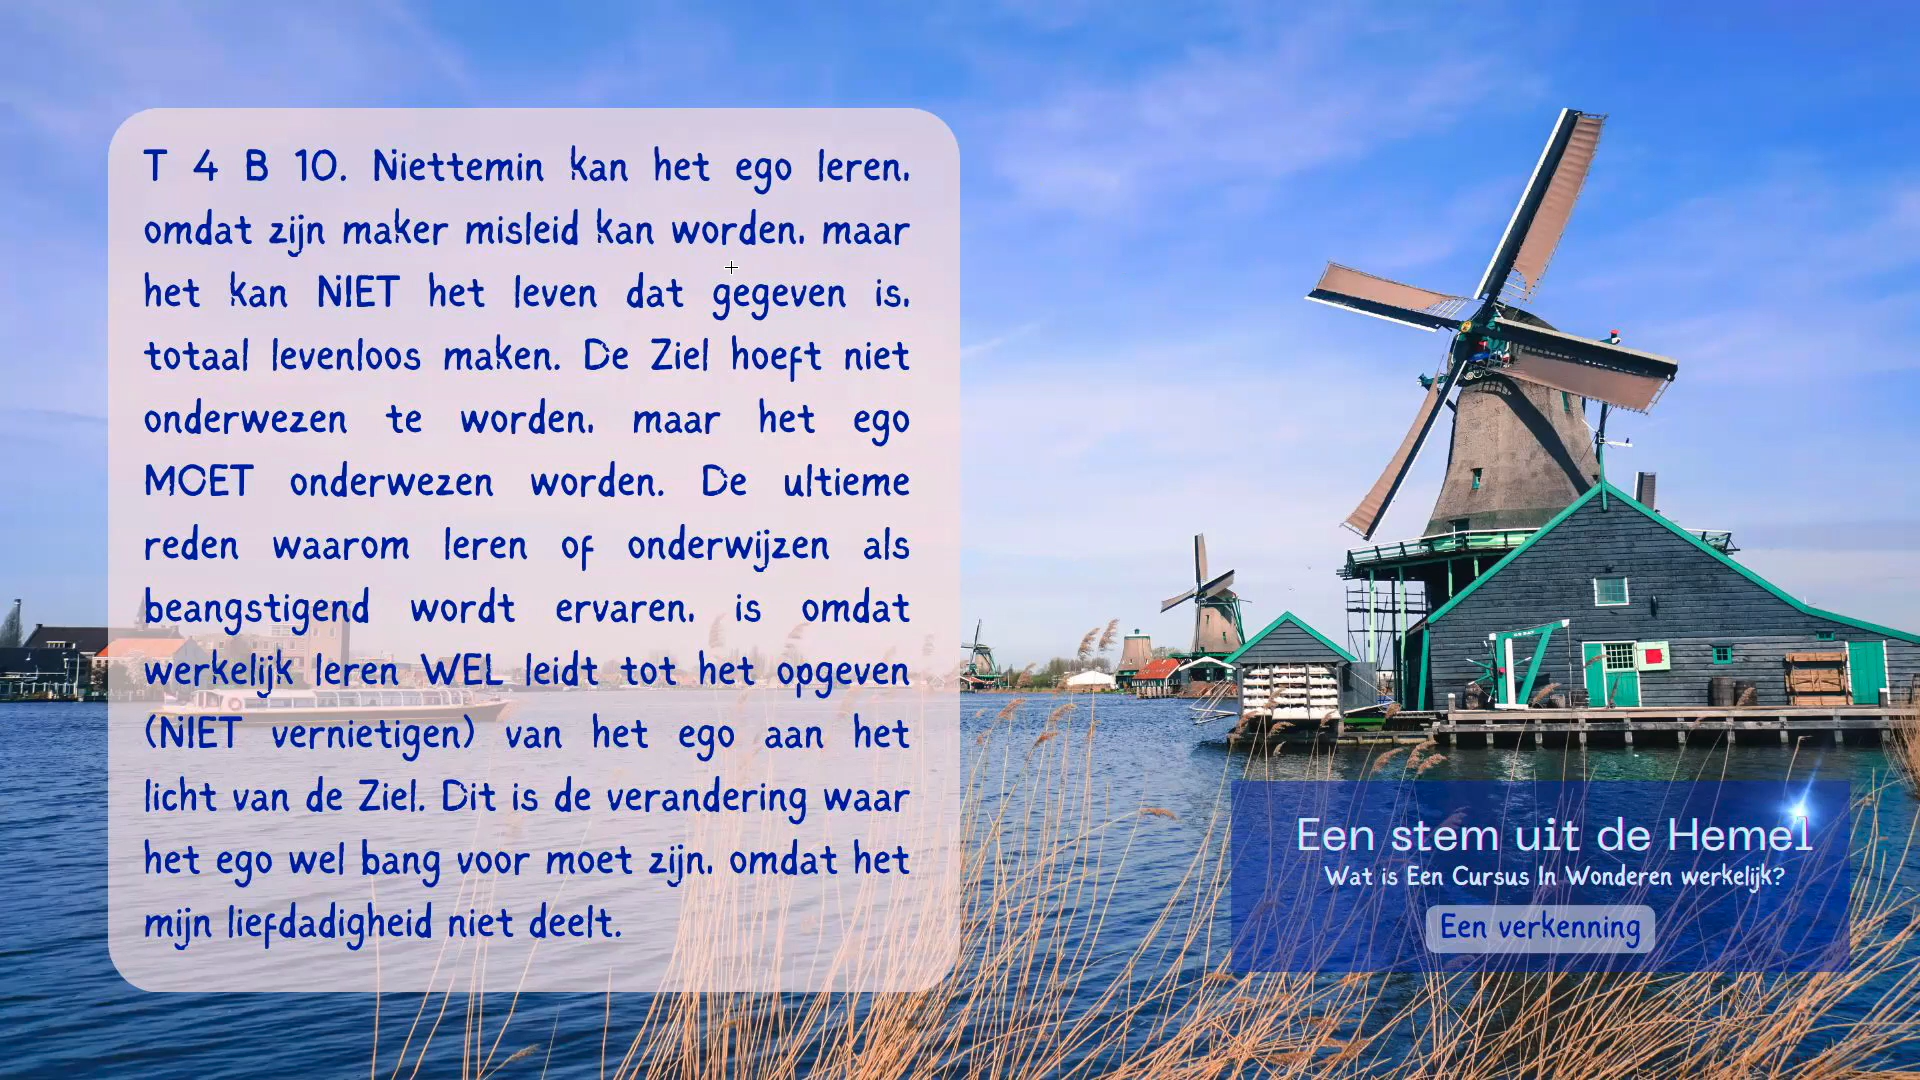 T 4 B 10. Niettemin kan het ego leren,
omdat zijn maker misleid kan worden, maar
het kan NIET het leven dat gegeven is,
totaal levenloos maken. De Ziel hoeft niet
onderwezen te worden, maar het ego
MOET onderwezen worden. De ultieme
reden waarom leren of onderwijzen als
beangstigend wordt ervaren, is omdat
werkelijk leren WEL leidt tot het opgeven
(NIET vernietigen) van het ego aan het
licht van de Ziel. Dit is de verandering waar
het ego wel bang voor moet zijn, omdat het
mijn liefdadigheid niet deelt.
Een stem uit de Hemel
Wat is Een Cursus In Wonderen werkelijk?
Een verkenning